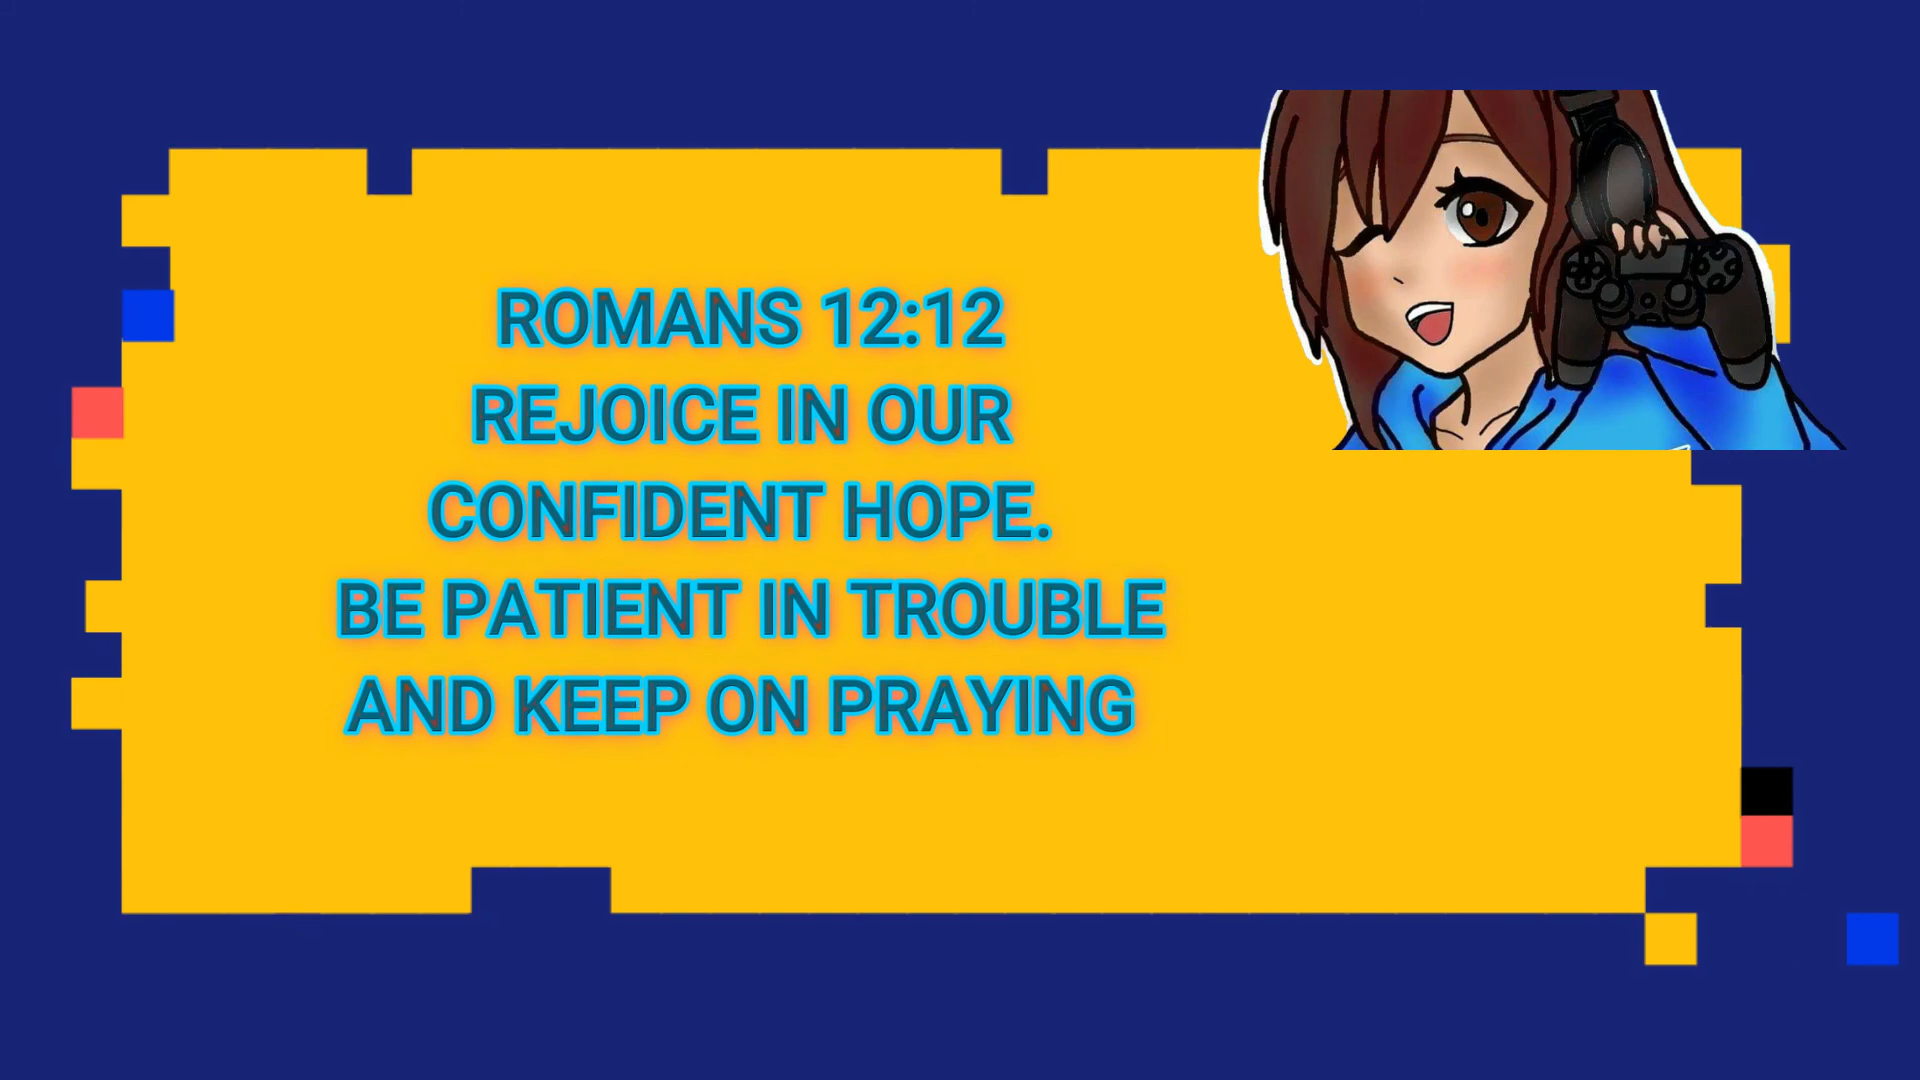 ROMANS 12:12
REJOICE IN OUR
CONFIDENT HOPE.
BE PATIENT IN TROUBLE
AND KEEP ON PRAYING